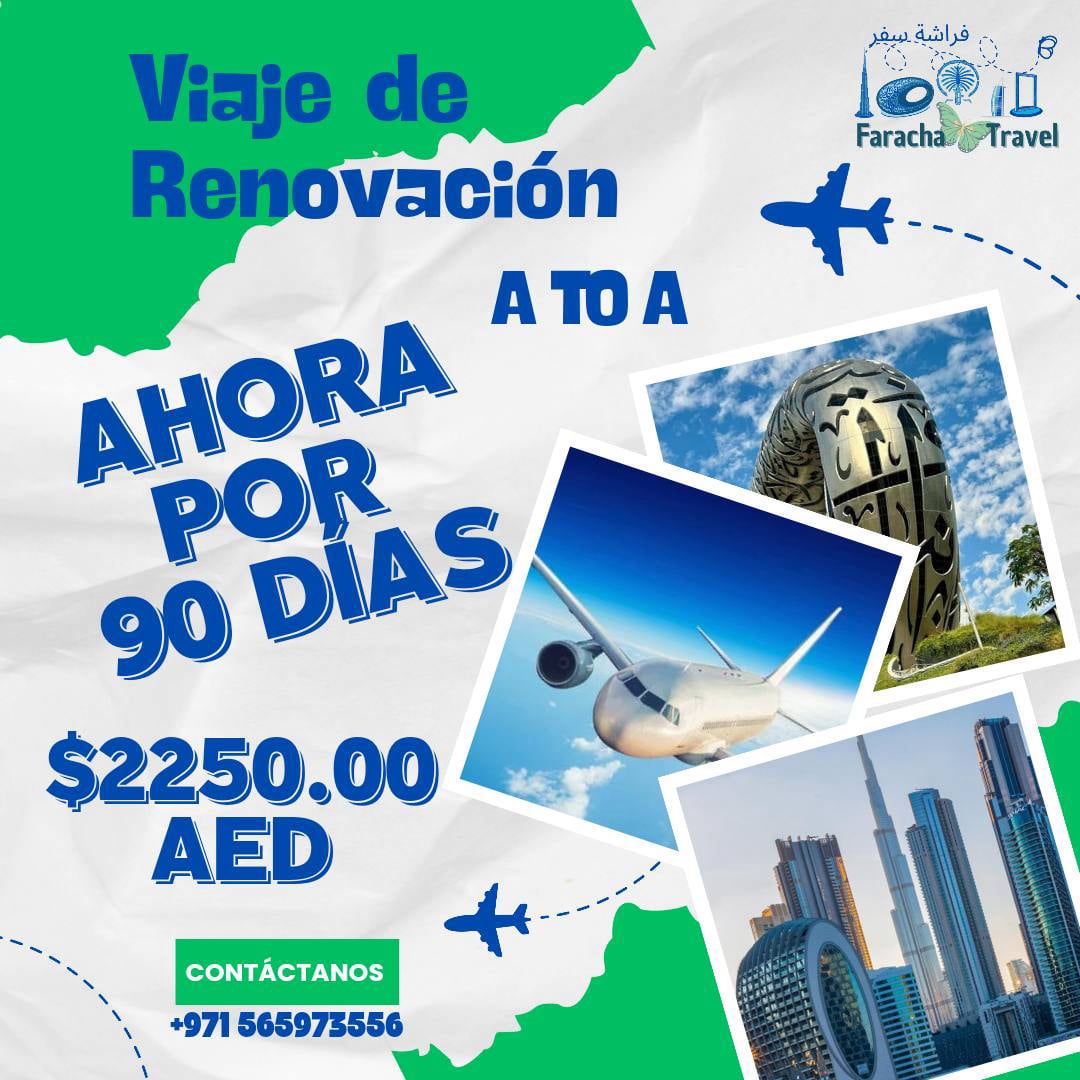 Viaje de
Renovación
فراشة سفر
Faracha Travel
A TO A
AHORA
POR
90 DÍAS
$2250.00
AED
CONTÁCTANOS
+971 565973556